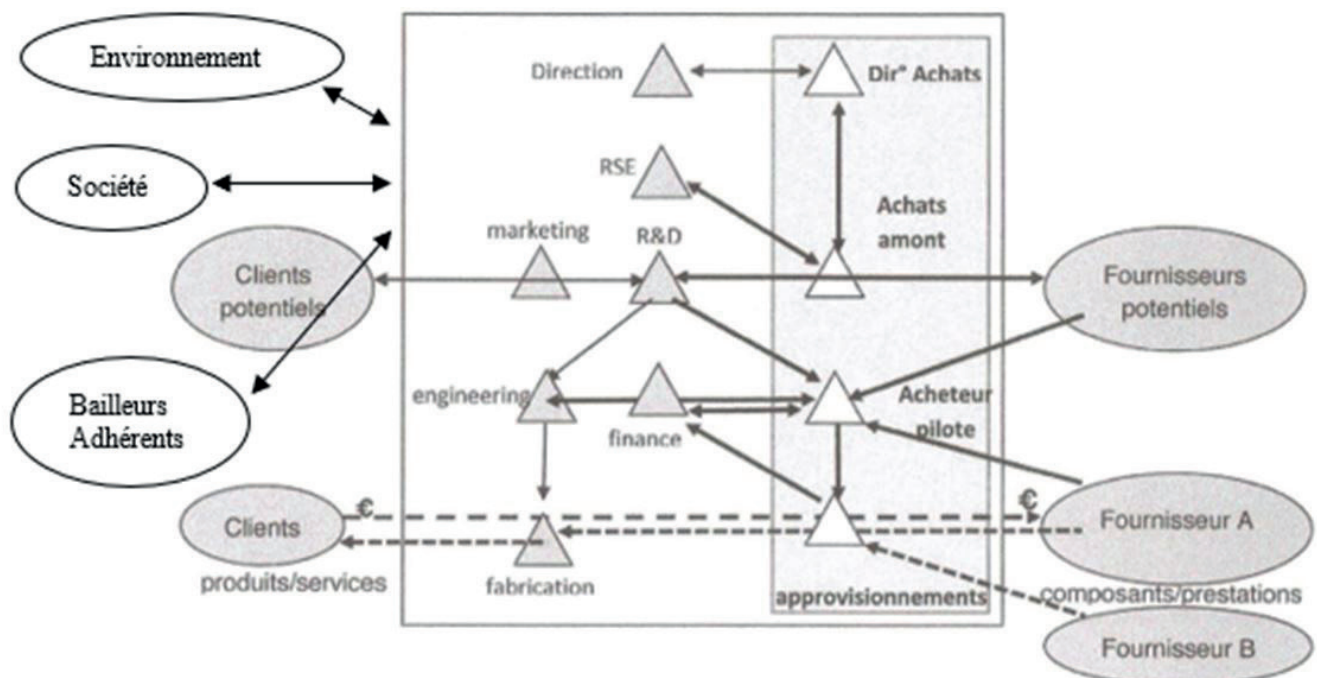 Environnement
Direction
Dir° Achats
Société
RSE
Achats
amont
marketing
R&D
Clients
potentiels
Fournisseurs
potentiels
engineering
finance
Acheteur
pilote
Bailleurs
Adhérents
€
€
Clients
Fournisseur A
produits/services
fabrication
approvisionnements
composants/prestations
Fournisseur B